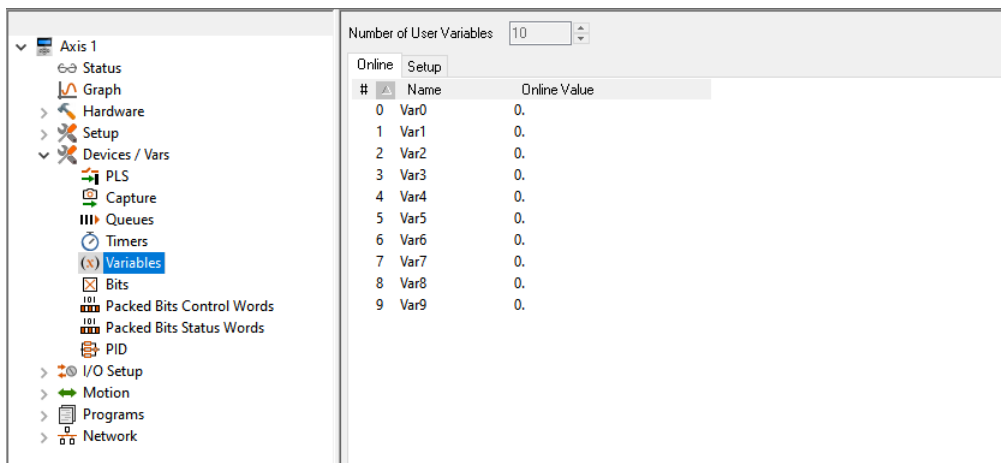 Axis 1
Status
Graph
Hardware
Setup
Devices / Vars
PLS
Capture
Queues
Timers
(x) Variables
Bits
101 Packed Bits Control Words
101 Packed Bits Status Words
PID
I/O Setup
Motion
Programs
Network
Number of User Variables 10
Online Setup
# Name Online Value
0 Var0 0.
1 Var1 0.
2 Var2 0.
3 Var3 0.
4 Var4 0.
5 Var5 0.
6 Var6 0.
7 Var7 0.
8 Var8 0.
9 Var9 0.